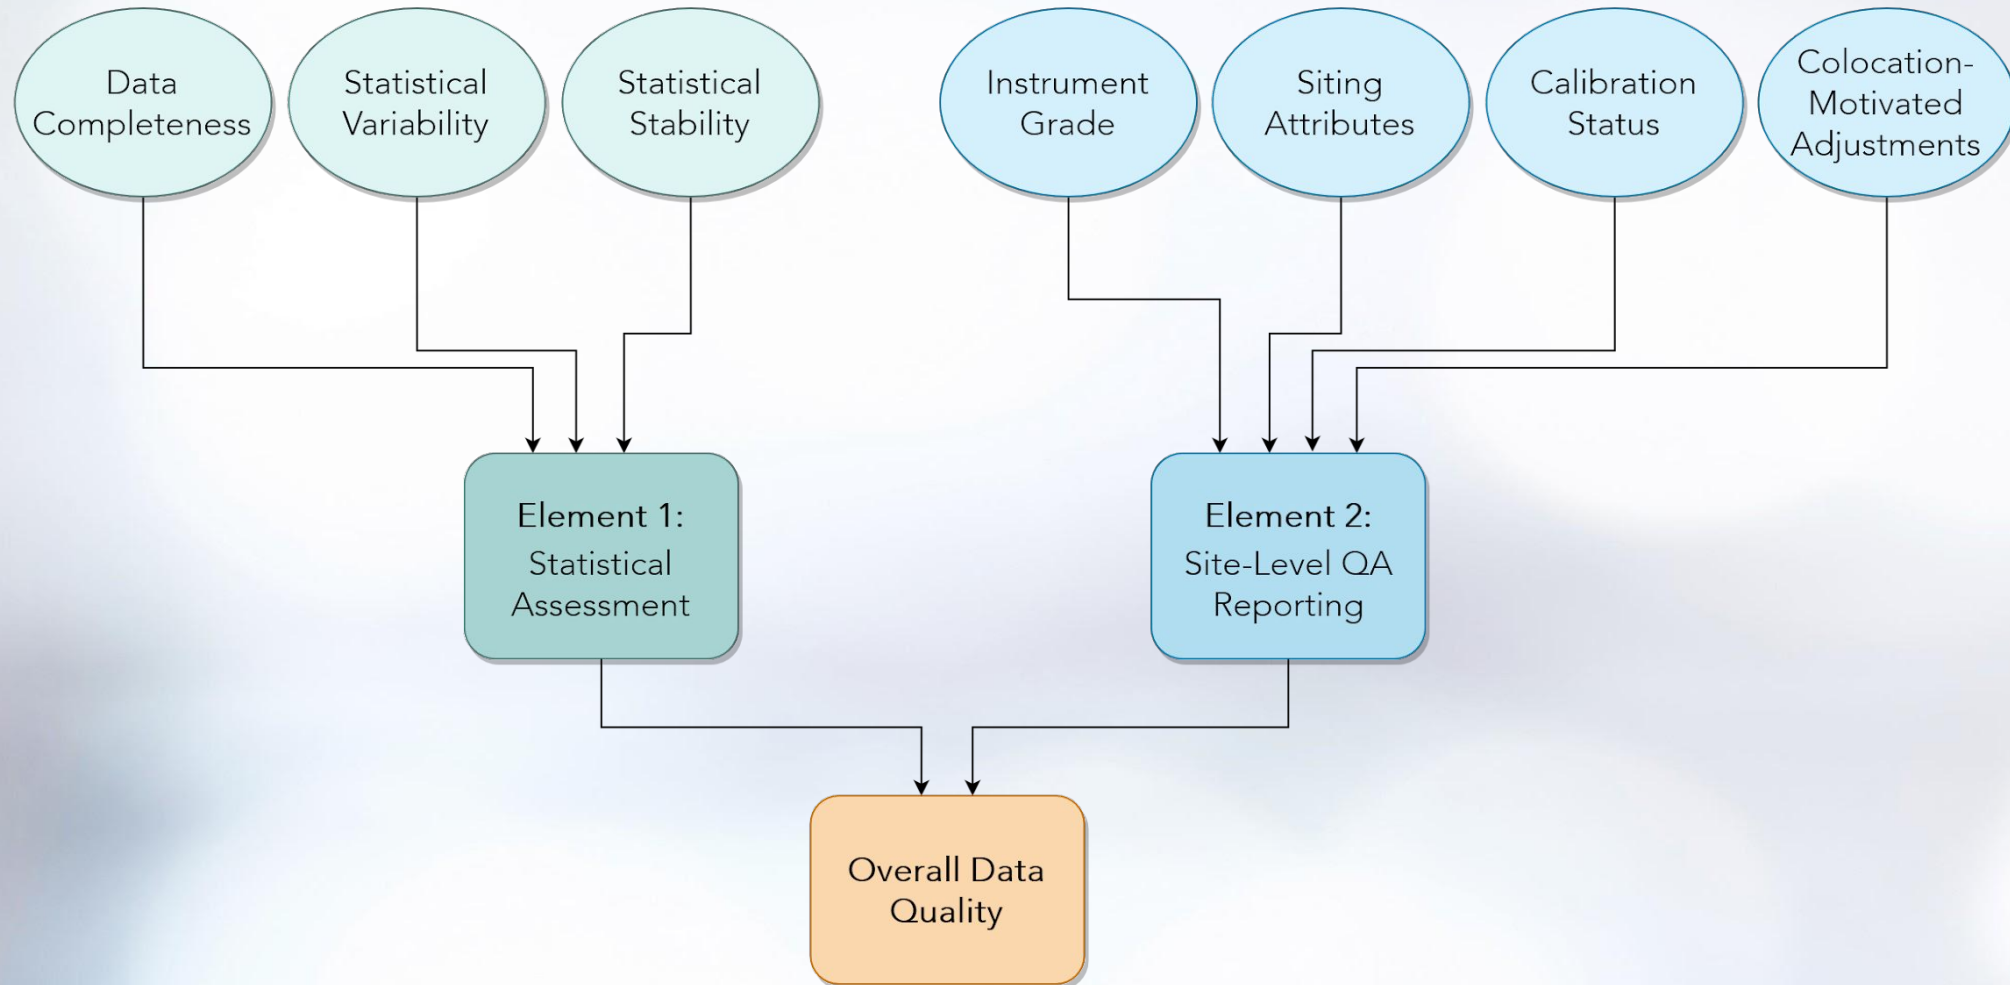 Data
Completeness
Statistical
Variability
Statistical
Stability
Instrument
Grade
Siting
Attributes
Calibration
Status
Colocation-
Motivated
Adjustments
Element 1:
Statistical
Assessment
Element 2:
Site-Level QA
Reporting
Overall Data
Quality